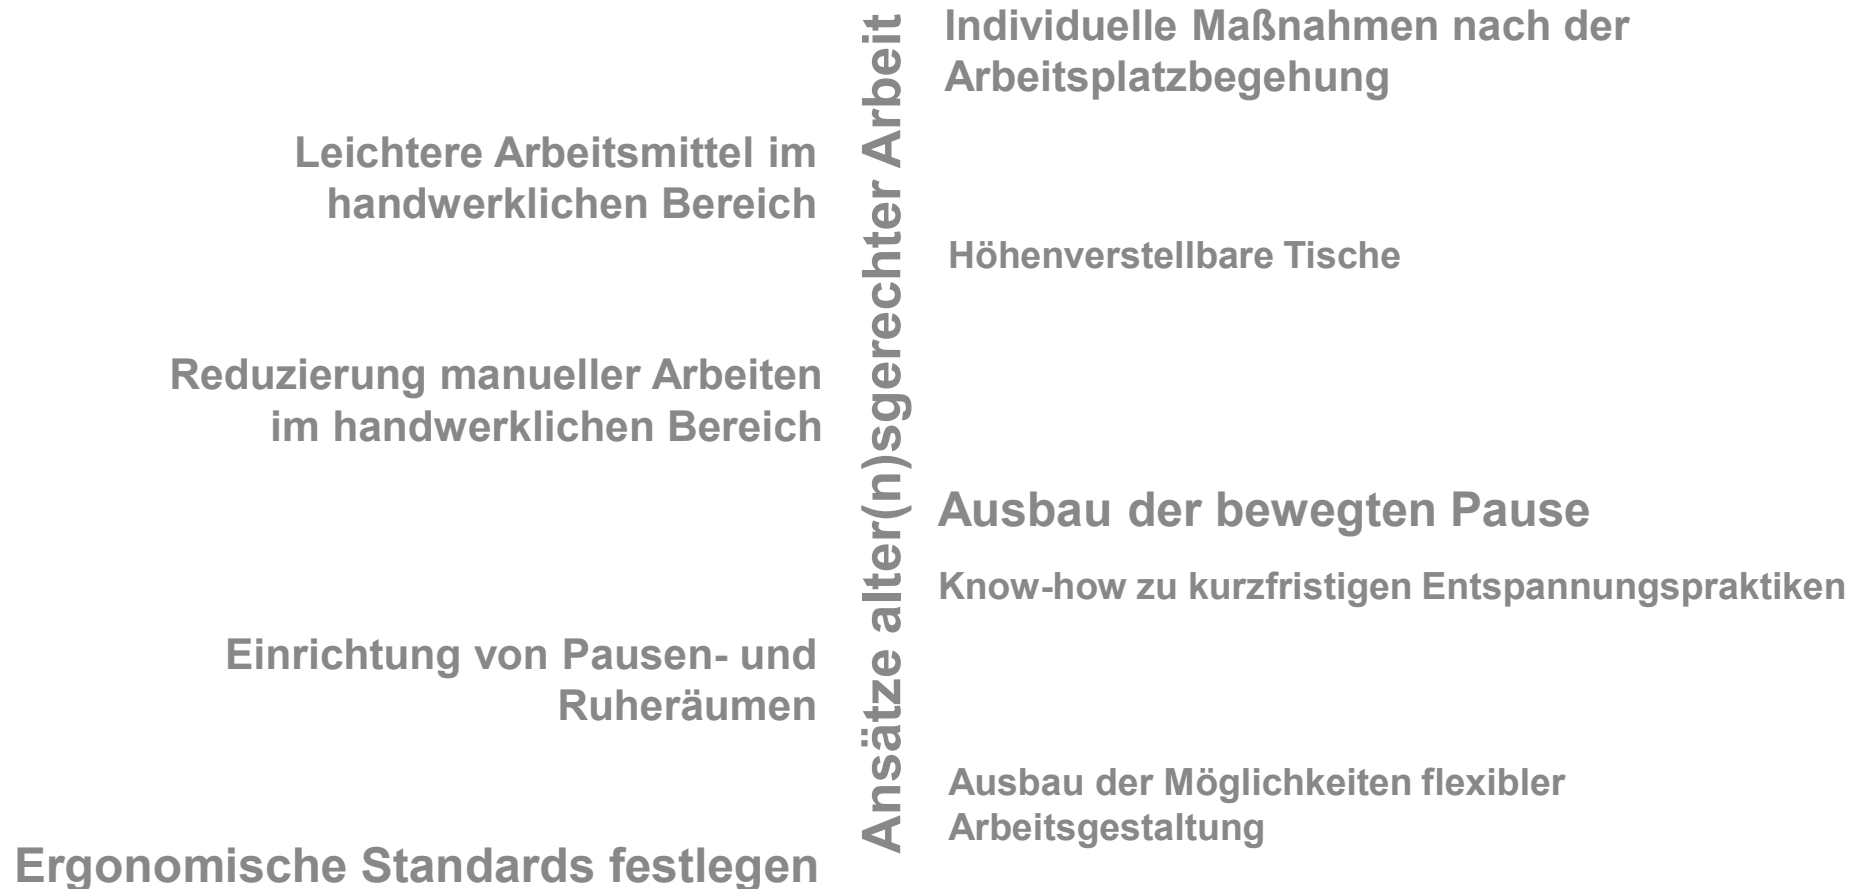 Individuelle Maßnahmen nach der
Arbeitsplatzbegehung
Leichtere Arbeitsmittel im
handwerklichen Bereich
Höhenverstellbare Tische
Reduzierung manueller Arbeiten
im handwerklichen Bereich
Ansätze alter(n)sgerechter Arbeit
Ausbau der bewegten Pause
Know-how zu kurzfristigen Entspannungspraktiken
Einrichtung von Pausen- und
Ruheräumen
Ausbau der Möglichkeiten flexibler
Arbeitsgestaltung
Ergonomische Standards festlegen